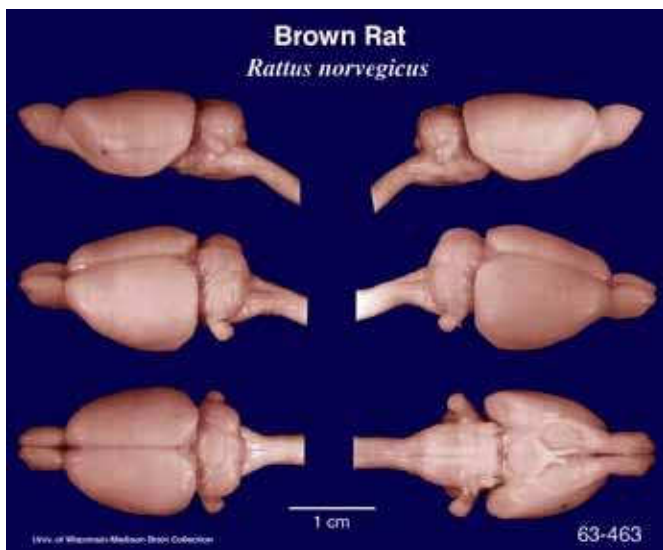 Brown Rat
Rattus norvegicus
1 cm
Univ. of Wisconsin-Madison Brain Collection
63-463